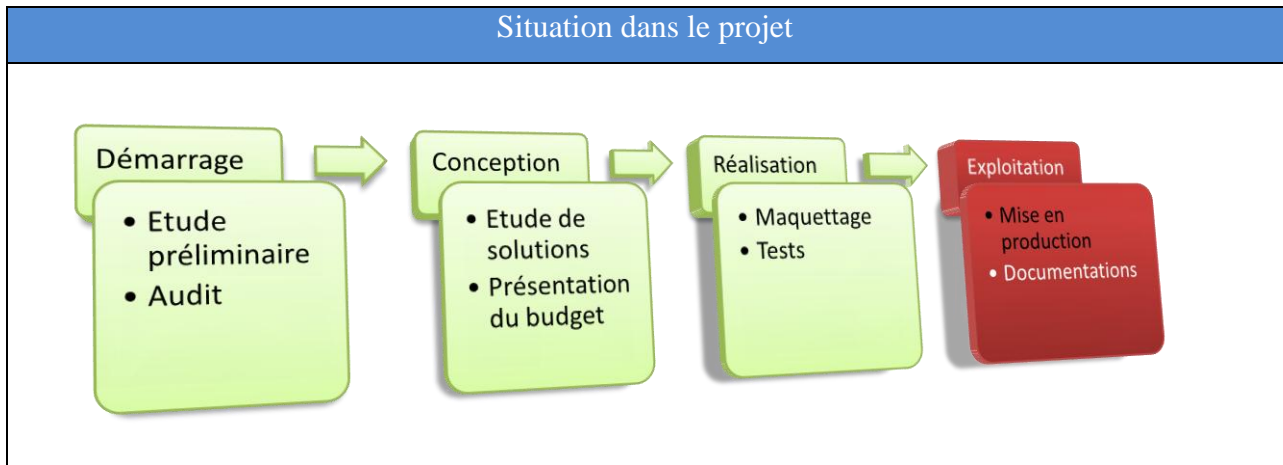 Situation dans le projet
Démarrage
• Etude
préliminaire
• Audit
Conception
• Etude de
solutions
• Présentation
du budget
Réalisation
• Maquettage
• Tests
Exploitation
• Mise en
production
• Documentations